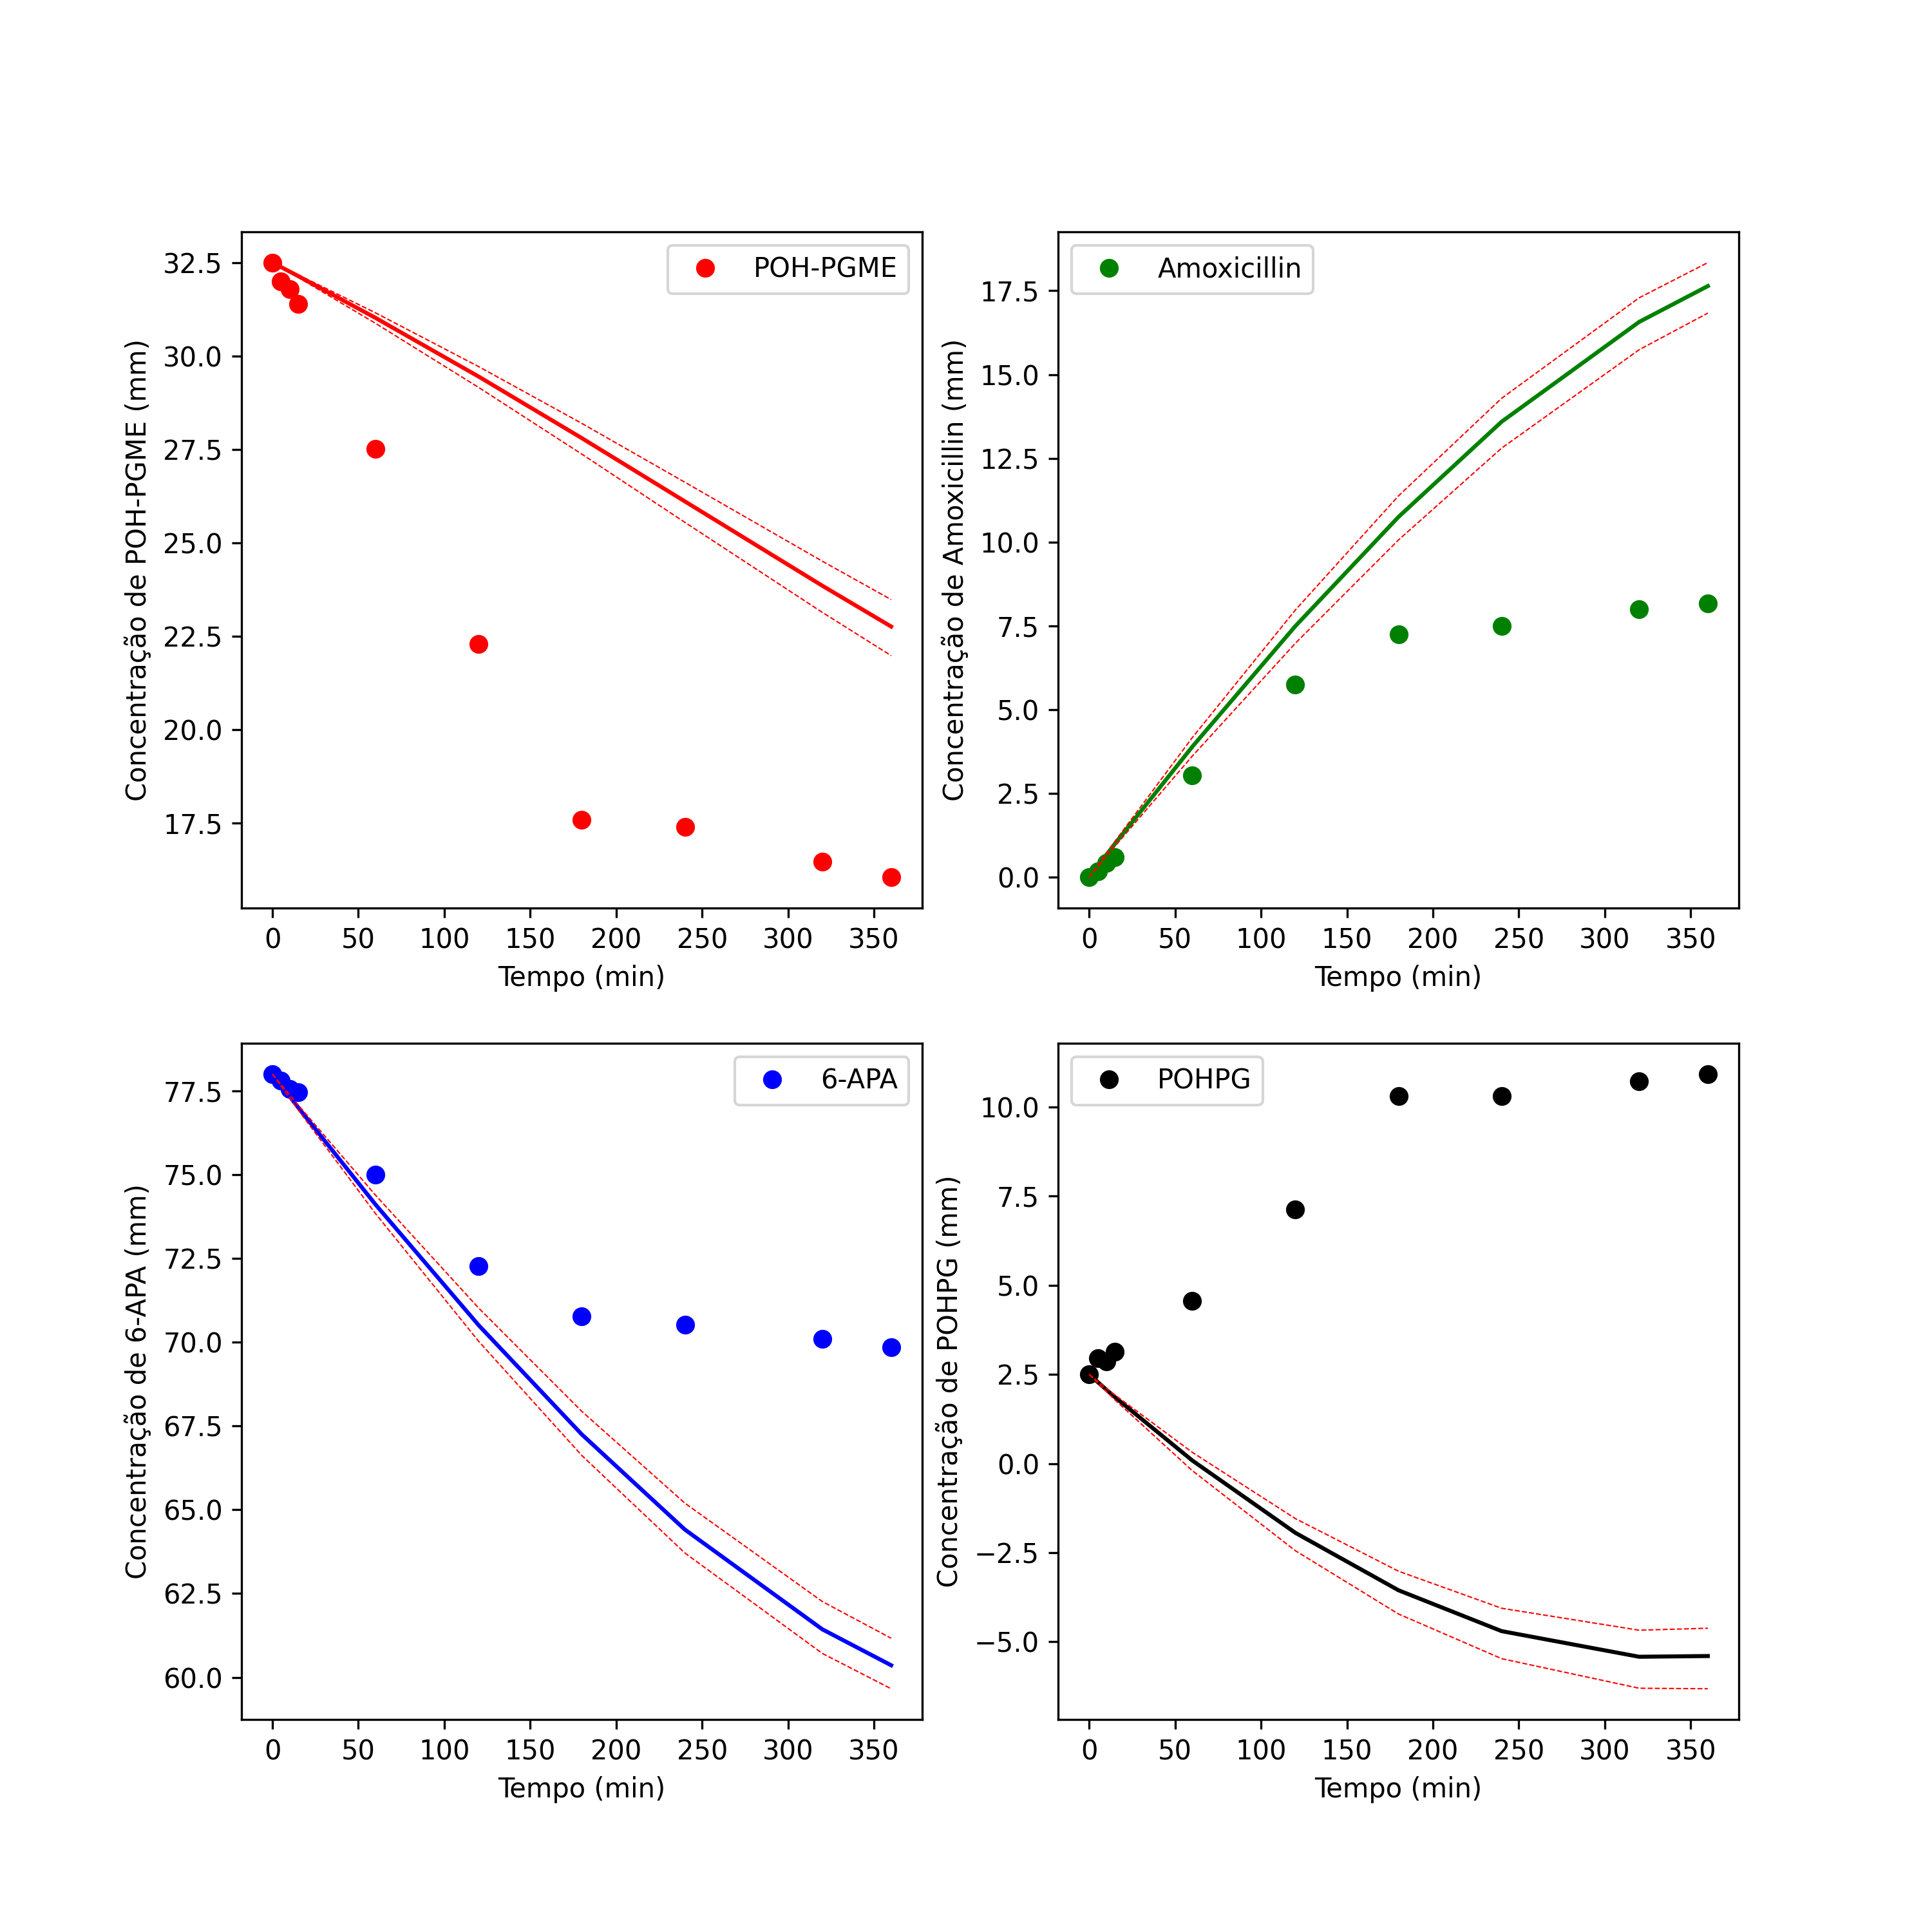 POH-PGME
Concentração de POH-PGME (mm)
32.5
30.0
27.5
25.0
22.5
20.0
17.5
0 50 100 150 200 250 300 350
Tempo (min)
Amoxicillin
Concentração de Amoxicillin (mm)
17.5
15.0
12.5
10.0
7.5
5.0
2.5
0.0
0 50 100 150 200 250 300 350
Tempo (min)
6-APA
Concentração de 6-APA (mm)
77.5
75.0
72.5
70.0
67.5
65.0
62.5
60.0
0 50 100 150 200 250 300 350
Tempo (min)
POHPG
Concentração de POHPG (mm)
10.0
7.5
5.0
2.5
0.0
−2.5
−5.0
0 50 100 150 200 250 300 350
Tempo (min)